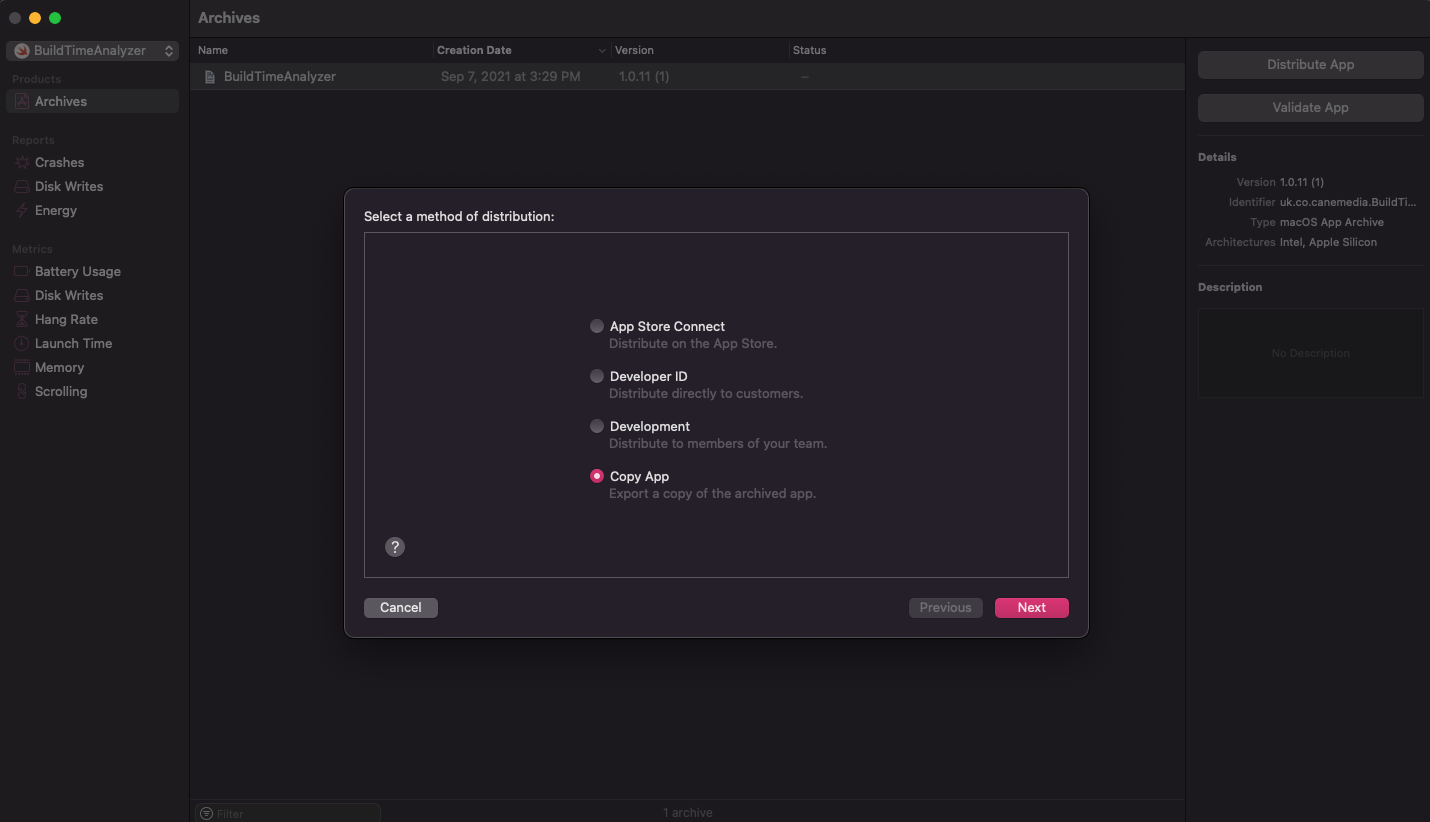 Archives
BuildTimeAnalyzer
Products
Archives
Reports
Crashes
Disk Writes
Energy
Metrics
Battery Usage
Disk Writes
Hang Rate
Launch Time
Memory
Scrolling
Name Creation Date Version Status
BuildTimeAnalyzer Sep 7, 2021 at 3:29 PM 1.0.11 (1) --
Select a method of distribution:
App Store Connect
Distribute on the App Store.
Developer ID
Distribute directly to customers.
Development
Distribute to members of your team.
Copy App
Export a copy of the archived app.
?
Cancel Previous Next
Filter 1 archive
Distribute App
Validate App
Details
Version 1.0.11 (1)
Identifier uk.co.canemedia.BuildTi...
Type macOS App Archive
Architectures Intel, Apple Silicon
Description
No Description